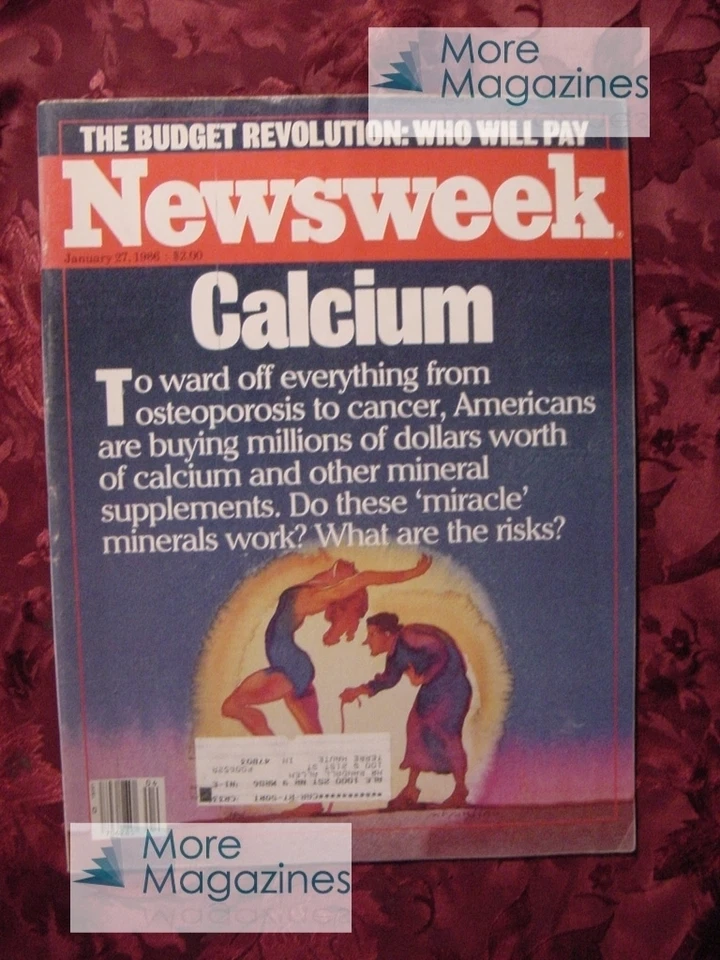 More
Magazines
THE BUDGET REVOLUTION: WHO WILL PAY
Newsweek
January 27, 1986 $2.00
Calcium
To ward off everything from
osteoporosis to cancer, Americans
are buying millions of dollars worth
of calcium and other mineral
supplements. Do these ‘miracle’
minerals work? What are the risks?
More
Magazines